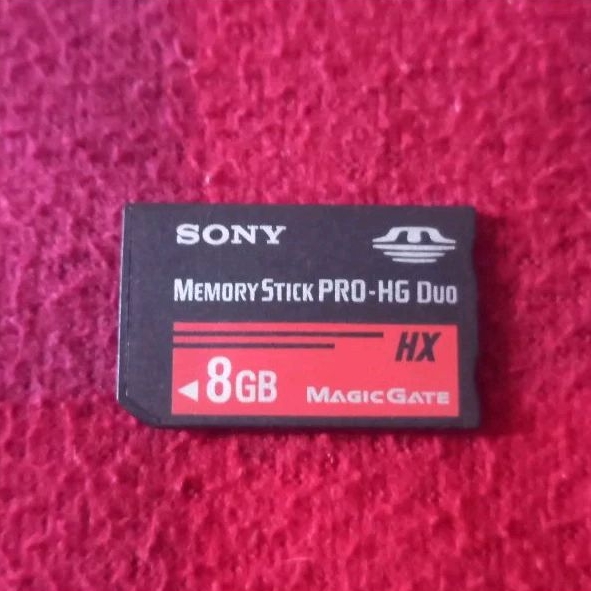 SONY
MEMORY STICK PRO-HG DUO
HX
8GB
MAGICGATE